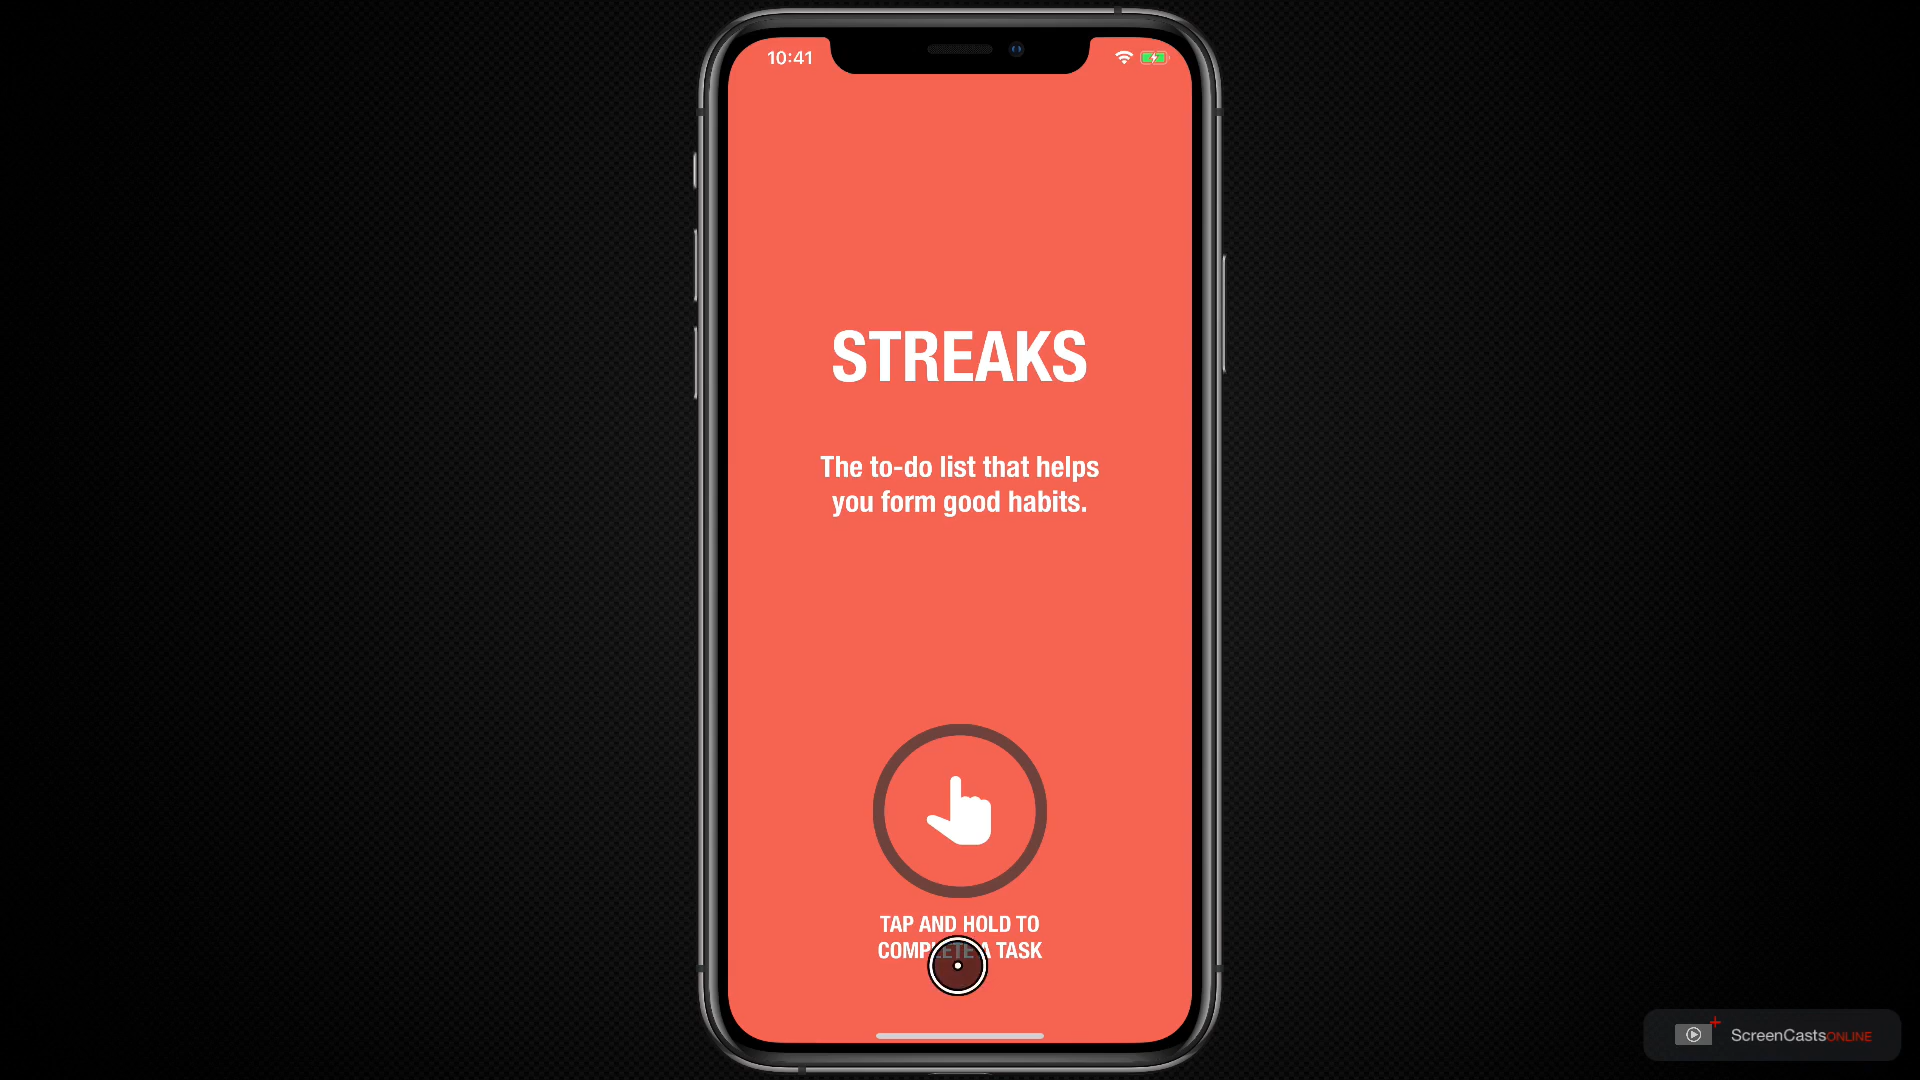 10:41
STREAKS
The to-do list that helps
you form good habits.
TAP AND HOLD TO
COMPLETE A TASK
ScreenCastsONLINE